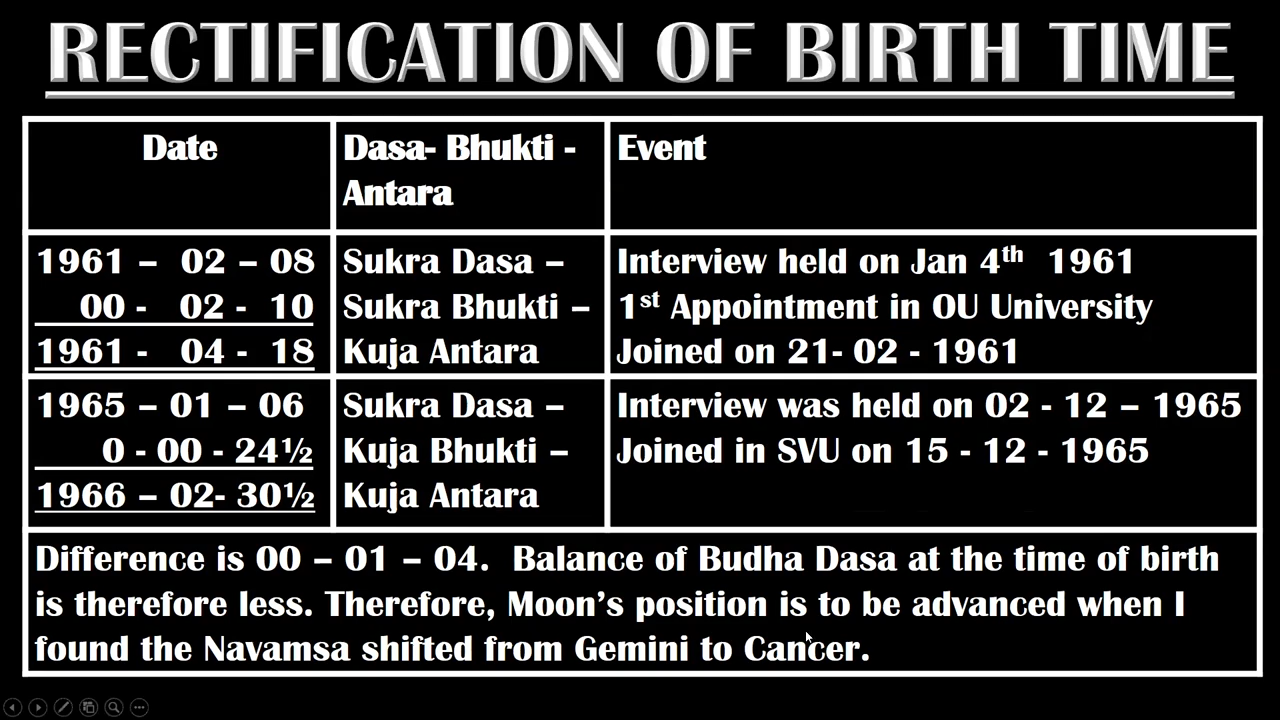 RECTIFICATION OF BIRTH TIME
Date
Dasa- Bhukti -
Antara
Event
1961 – 02 – 08
00 - 02 - 10
1961 - 04 - 18
Sukra Dasa –
Sukra Bhukti –
Kuja Antara
Interview held on Jan 4th 1961
1st Appointment in OU University
Joined on 21- 02 - 1961
1965 – 01 – 06
0 - 00 - 24½
1966 – 02- 30½
Sukra Dasa –
Kuja Bhukti –
Kuja Antara
Interview was held on 02 - 12 – 1965
Joined in SVU on 15 - 12 - 1965
Difference is 00 – 01 – 04. Balance of Budha Dasa at the time of birth
is therefore less. Therefore, Moon's position is to be advanced when I
found the Navamsa shifted from Gemini to Cancer.